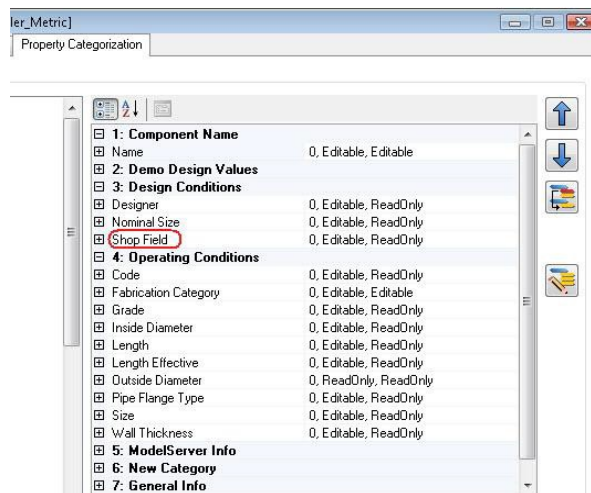 ler_Metric]
Property Categorization
1: Component Name
Name 0, Editable, Editable
2: Demo Design Values
3: Design Conditions
Designer 0, Editable, ReadOnly
Nominal Size 0, Editable, ReadOnly
Shop Field 0, Editable, ReadOnly
4: Operating Conditions
Code 0, Editable, ReadOnly
Fabrication Category 0, Editable, Editable
Grade 0, Editable, ReadOnly
Inside Diameter 0, Editable, ReadOnly
Length 0, Editable, ReadOnly
Length Effective 0, Editable, ReadOnly
Outside Diameter 0, ReadOnly, ReadOnly
Pipe Flange Type 0, Editable, ReadOnly
Size 0, Editable, ReadOnly
Wall Thickness 0, Editable, ReadOnly
5: ModelServer Info
6: New Category
7: General Info